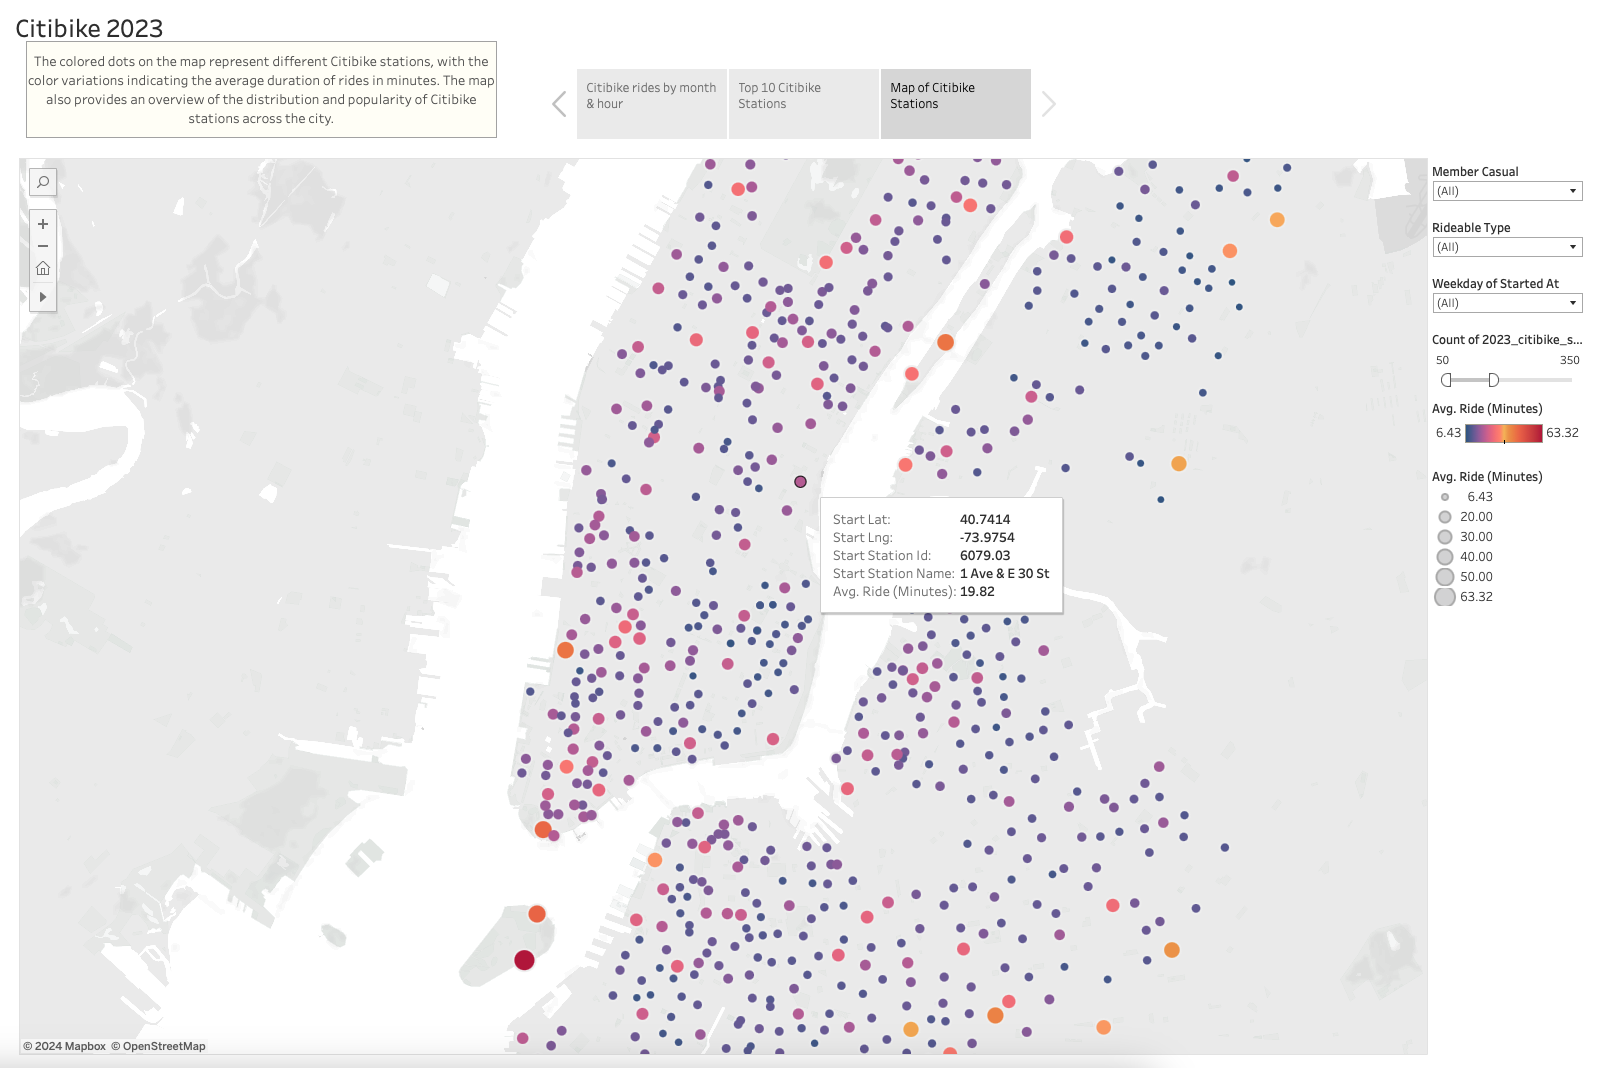 Citibike 2023
The colored dots on the map represent different Citibike stations, with the
color variations indicating the average duration of rides in minutes. The map
also provides an overview of the distribution and popularity of Citibike
stations across the city.
Citibike rides by month
& hour
Top 10 Citibike
Stations
Map of Citibike
Stations
Member Casual
(All)
Rideable Type
(All)
Weekday of Started At
(All)
Count of 2023_citibike_s...
50 350
Avg. Ride (Minutes)
6.43 63.32
Avg. Ride (Minutes)
6.43
20.00
30.00
40.00
50.00
63.32
Start Lat: 40.7414
Start Lng: -73.9754
Start Station Id: 6079.03
Start Station Name: 1 Ave & E 30 St
Avg. Ride (Minutes): 19.82
© 2024 Mapbox © OpenStreetMap